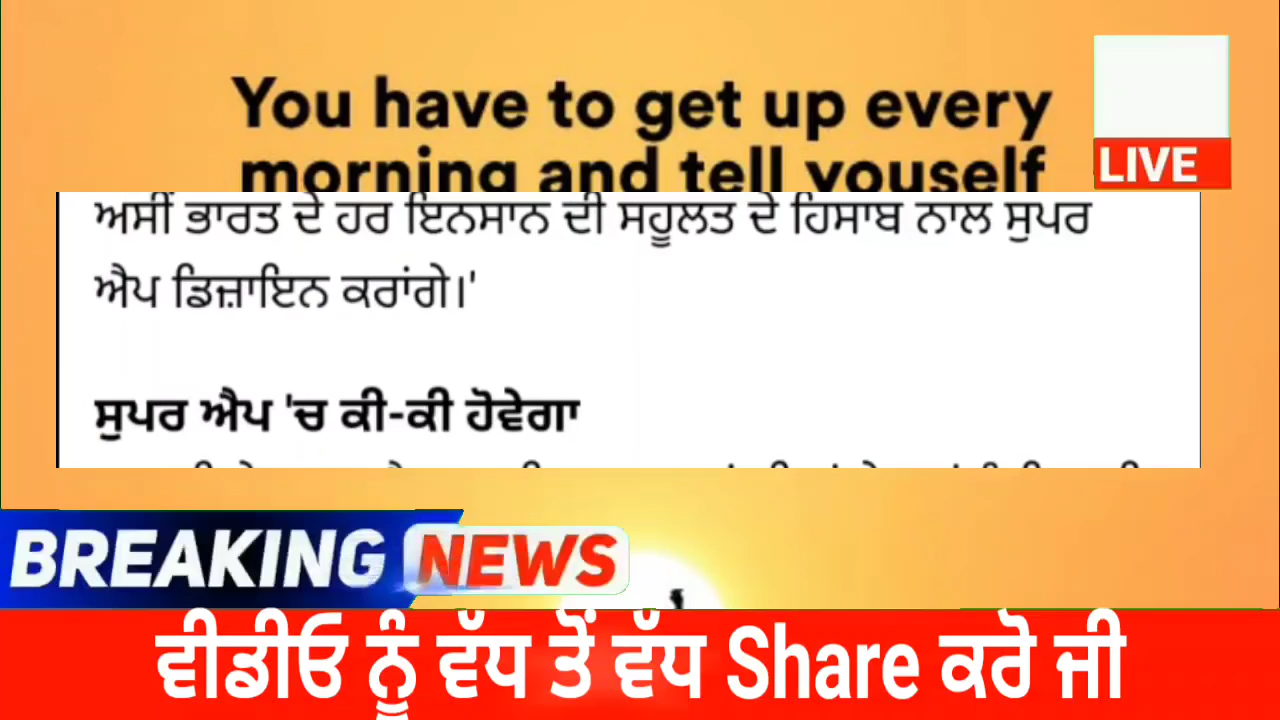 You have to get up every
morning and tell youself
LIVE
ਅਸੀਂ ਭਾਰਤ ਦੇ ਹਰ ਇਨਸਾਨ ਦੀ ਸਹੂਲਤ ਦੇ ਹਿਸਾਬ ਨਾਲ ਸੁਪਰ
ਐਪ ਡਿਜ਼ਾਇਨ ਕਰਾਂਗੇ।'
ਸੁਪਰ ਐਪ 'ਚ ਕੀ-ਕੀ ਹੋਵੇਗਾ
BREAKING NEWS
ਵੀਡੀਓ ਨੂੰ ਵੱਧ ਤੋਂ ਵੱਧ Share ਕਰੋ ਜੀ